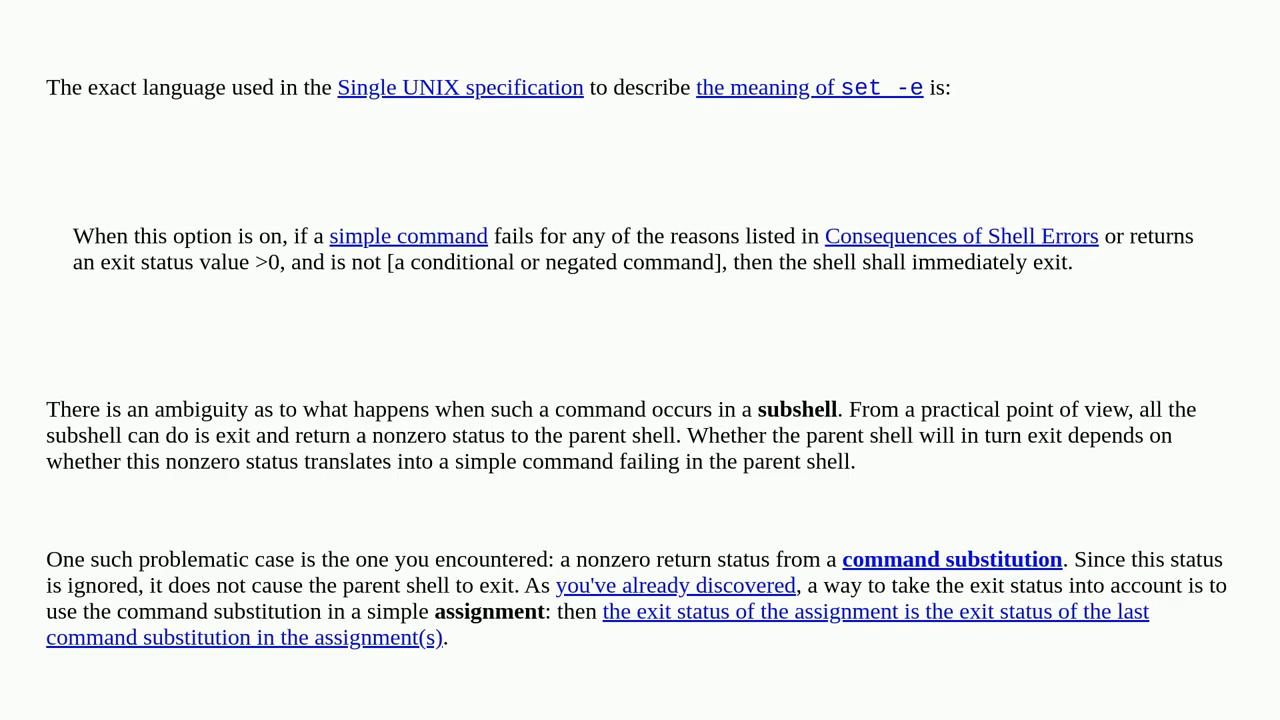 The exact language used in the Single UNIX specification to describe the meaning of set -e is:
When this option is on, if a simple command fails for any of the reasons listed in Consequences of Shell Errors or returns
an exit status value >0, and is not [a conditional or negated command], then the shell shall immediately exit.
There is an ambiguity as to what happens when such a command occurs in a subshell. From a practical point of view, all the
subshell can do is exit and return a nonzero status to the parent shell. Whether the parent shell will in turn exit depends on
whether this nonzero status translates into a simple command failing in the parent shell.
One such problematic case is the one you encountered: a nonzero return status from a command substitution. Since this status
is ignored, it does not cause the parent shell to exit. As you've already discovered, a way to take the exit status into account is to
use the command substitution in a simple assignment: then the exit status of the assignment is the exit status of the last
command substitution in the assignment(s).